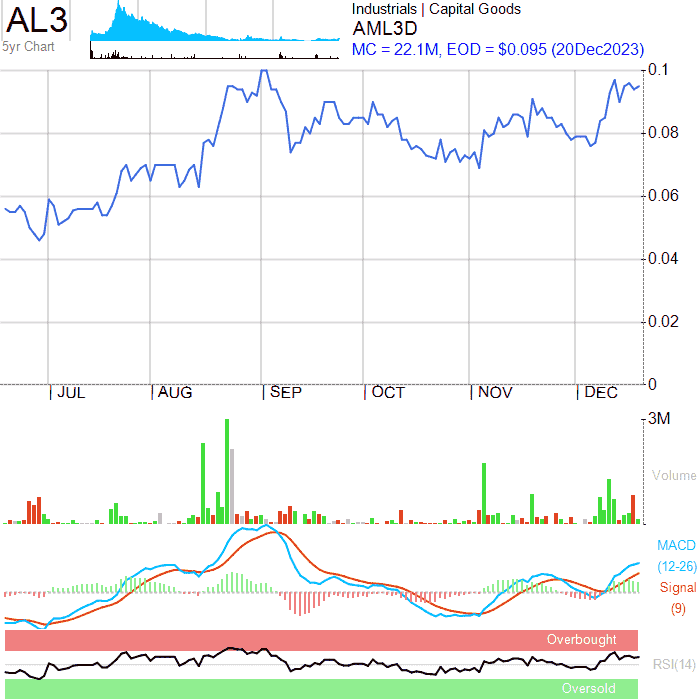 AL3
5yr Chart
Industrials | Capital Goods
AML3D
MC = 22.1M, EOD = $0.095 (20Dec2023)
0.1
0.08
0.06
0.04
0.02
0
JUL
AUG
SEP
OCT
NOV
DEC
3M
Volume
MACD
(12-26)
Signal
(9)
Overbought
RSI(14)
Oversold